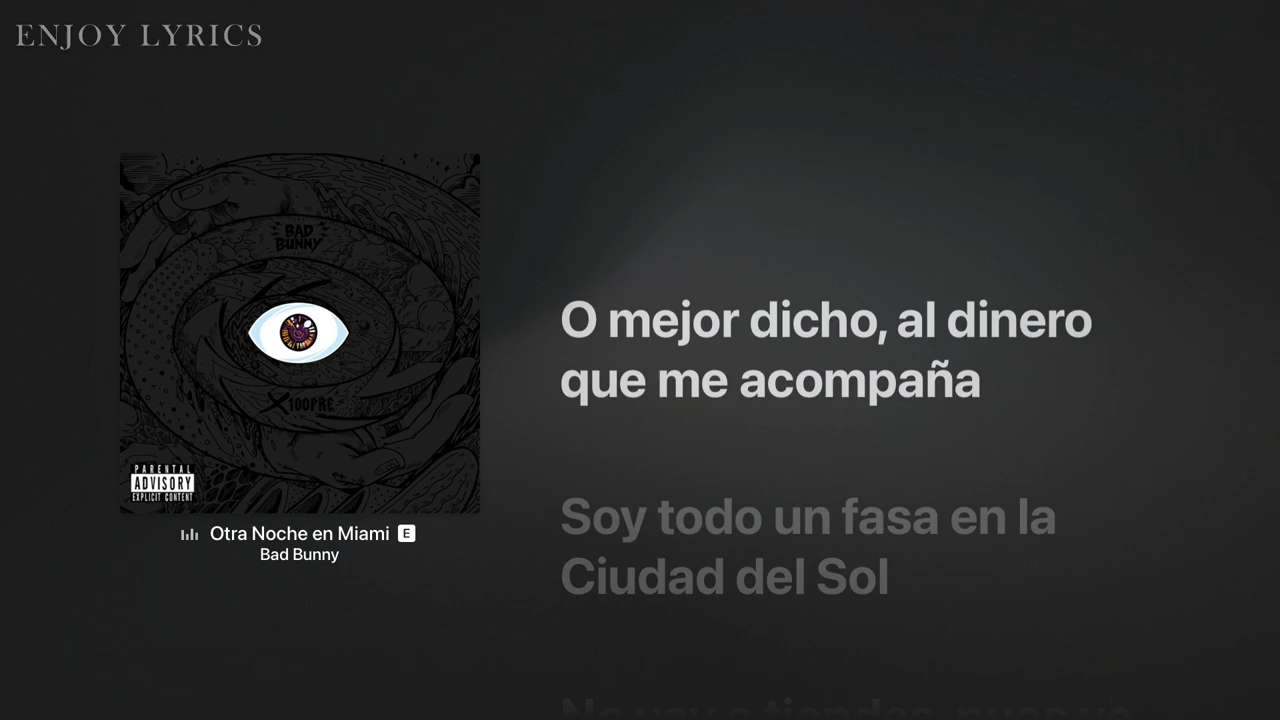 ENJOY LYRICS
BAD
BUNNY
X100PRE
PARENTAL
ADVISORY
EXPLICIT CONTENT
Otra Noche en Miami E
Bad Bunny
O mejor dicho, al dinero
que me acompaña
Soy todo un fasa en la
Ciudad del Sol